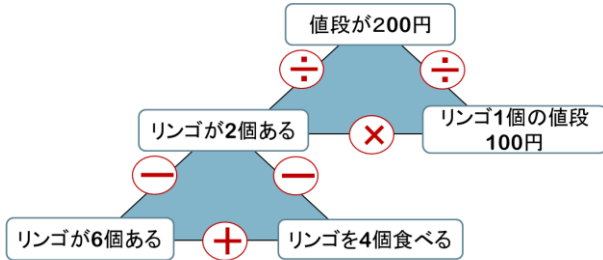 値段が200円
÷ ÷
リンゴが2個ある
×
リンゴ1個の値段
100円
− −
リンゴが6個ある
+
リンゴを4個食べる